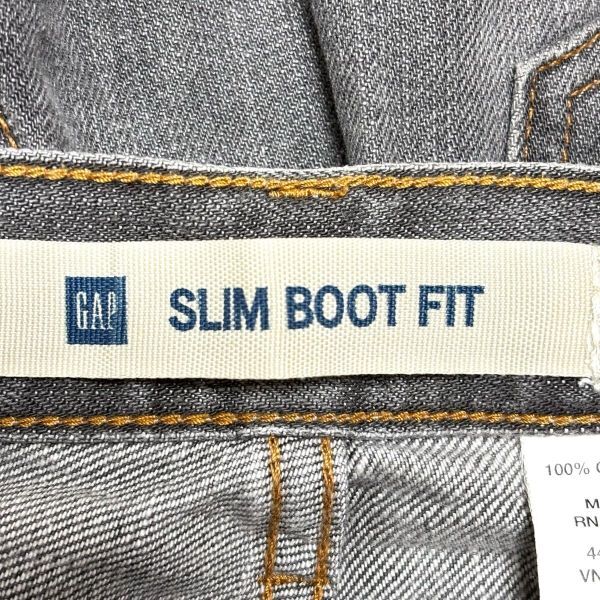 GAP SLIM BOOT FIT
100%
M
RN
44
VN